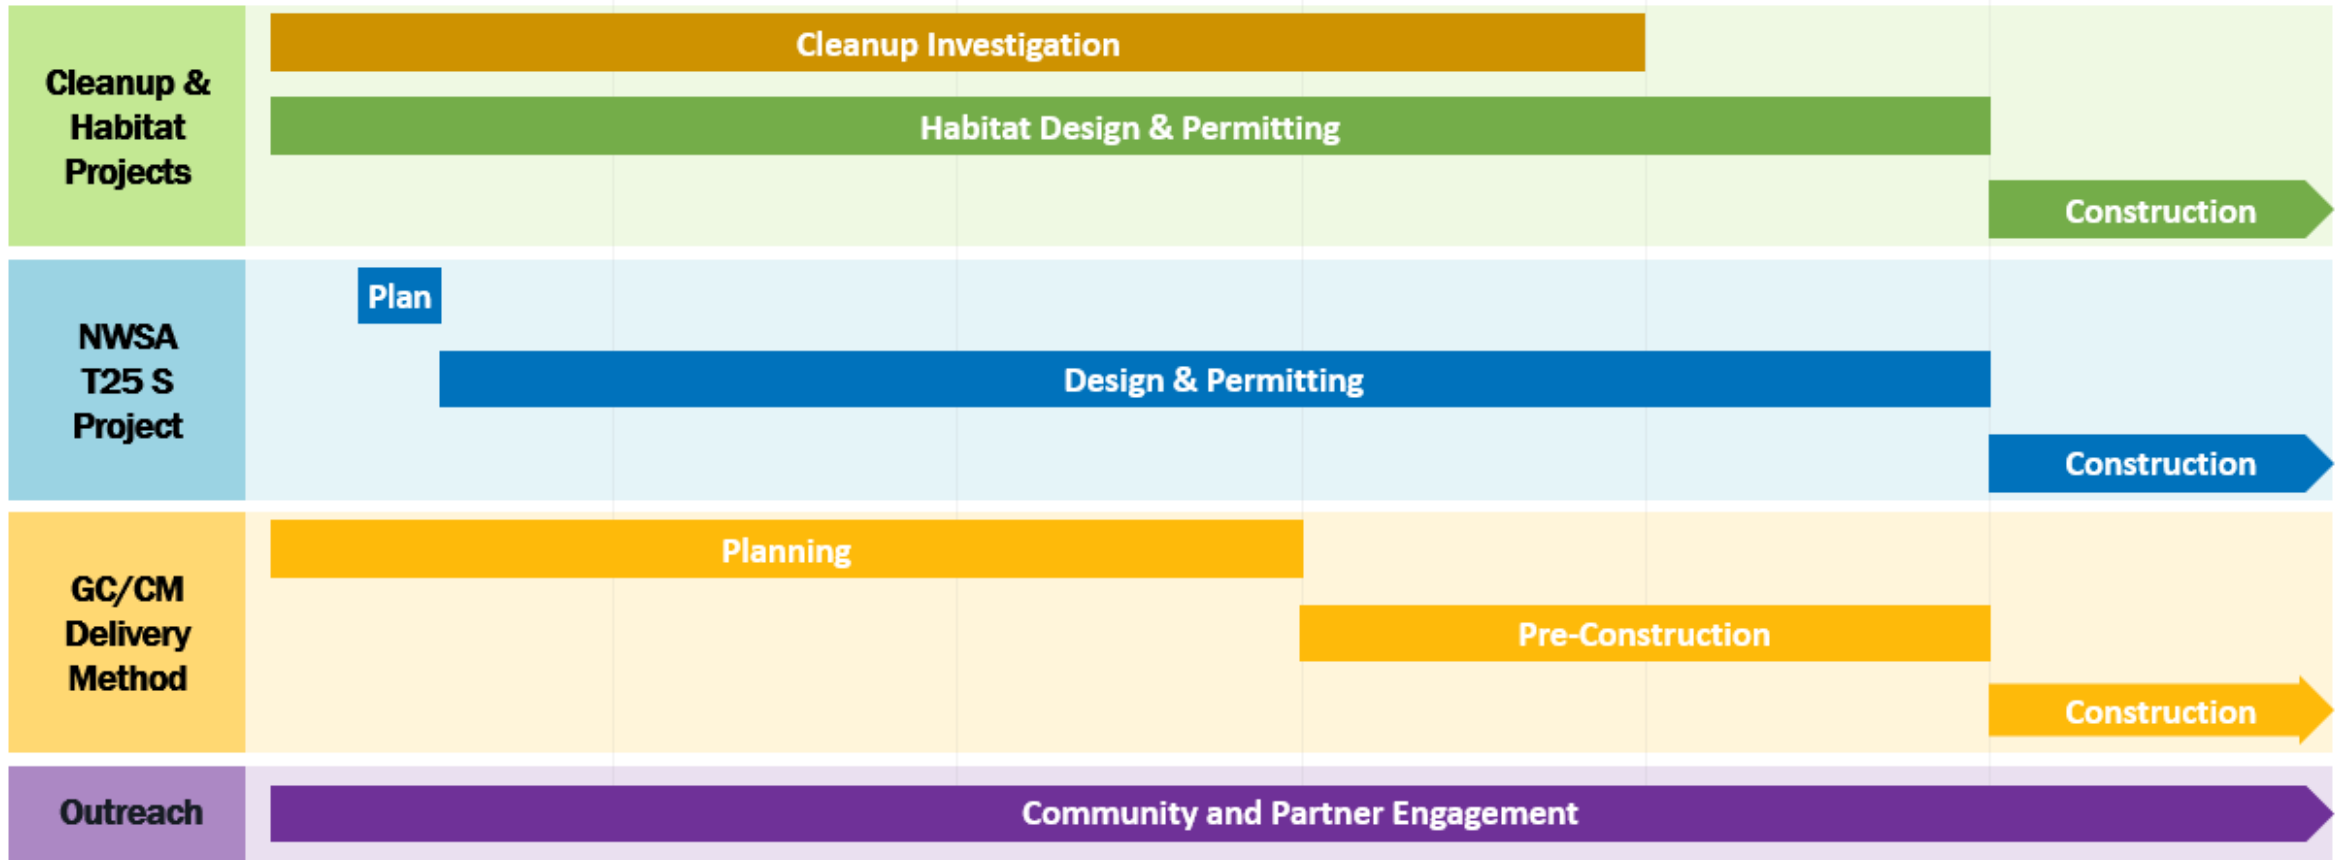 Cleanup &
Habitat
Projects
Cleanup Investigation
Habitat Design & Permitting
Construction
NWSA
T25 S
Project
Plan
Design & Permitting
Construction
GC/CM
Delivery
Method
Planning
Pre-Construction
Construction
Outreach
Community and Partner Engagement